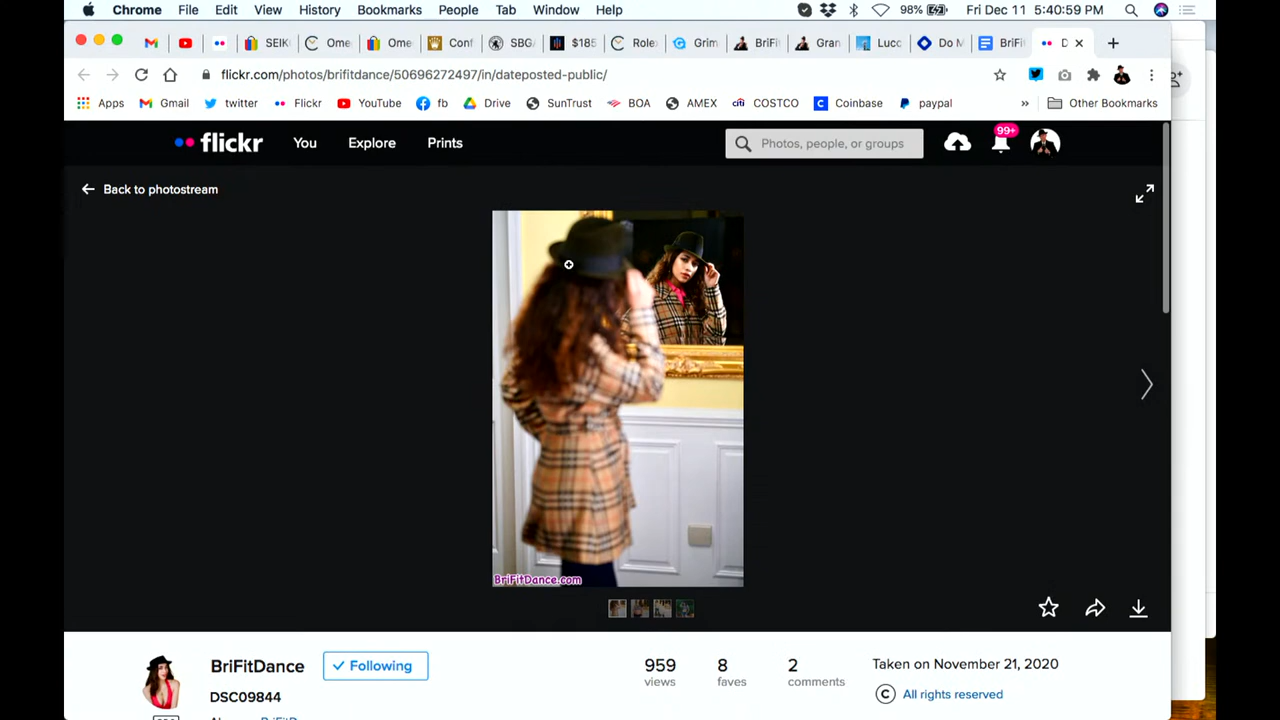 Chrome File Edit View History Bookmarks People Tab Window Help 98% Fri Dec 11 5:40:59 PM
SEIK Ome Ome Con SBGA $185 Role Grim BriFi Gran Lucc Do M BriFi D
flickr.com/photos/brifitdance/50696272497/in/dateposted-public/
Apps Gmail twitter Flickr YouTube fb Drive SunTrust BOA AMEX citi COSTCO Coinbase paypal » Other Bookmarks
flickr You Explore Prints Photos, people, or groups 99+
Back to photostream
BriFitDance.com
BriFitDance Following 959 8 2 Taken on November 21, 2020
views faves comments
DSC09844 © All rights reserved